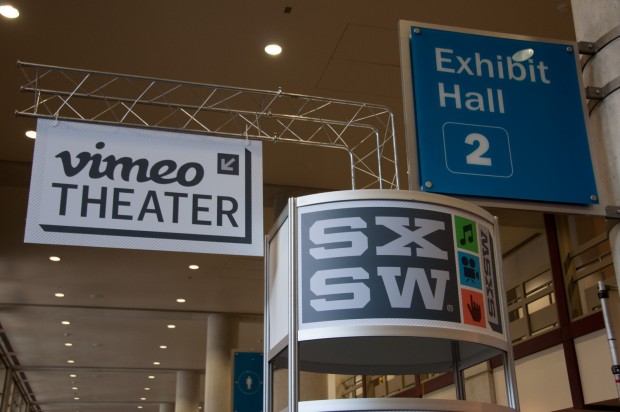 vimeo
THEATER
Exhibit
Hall
2
SX
SW®
SXSW